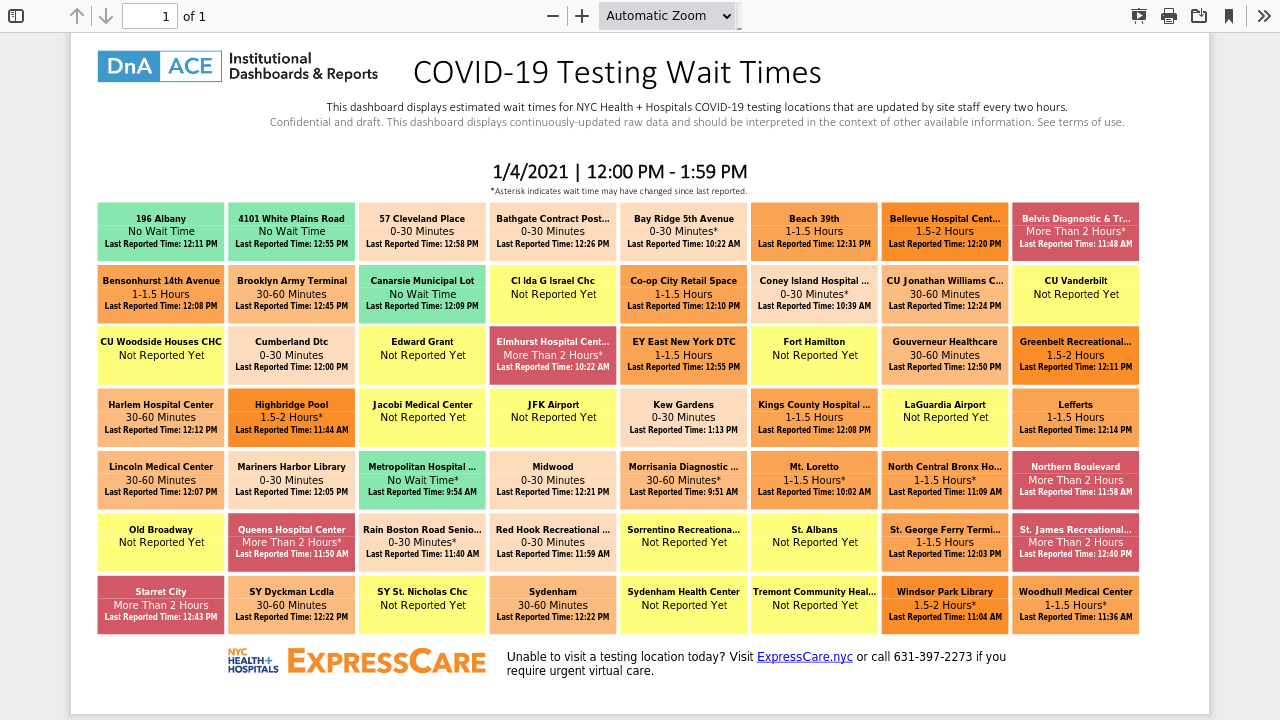 1 of 1 Automatic Zoom
DnA ACE Institutional Dashboards & Reports
COVID-19 Testing Wait Times
This dashboard displays estimated wait times for NYC Health + Hospitals COVID-19 testing locations that are updated by site staff every two hours.
Confidential and draft. This dashboard displays continuously-updated raw data and should be interpreted in the context of other available information. See terms of use.
1/4/2021 | 12:00 PM - 1:59 PM
*Asterisk indicates wait time may have changed since last reported.
196 Albany
No Wait Time
Last Reported Time: 12:11 PM
4101 White Plains Road
No Wait Time
Last Reported Time: 12:55 PM
57 Cleveland Place
0-30 Minutes
Last Reported Time: 12:58 PM
Bathgate Contract Post...
0-30 Minutes
Last Reported Time: 12:26 PM
Bay Ridge 5th Avenue
0-30 Minutes*
Last Reported Time: 10:22 AM
Beach 39th
1-1.5 Hours
Last Reported Time: 12:31 PM
Bellevue Hospital Cent...
1.5-2 Hours
Last Reported Time: 12:20 PM
Belvis Diagnostic & Tr...
More Than 2 Hours*
Last Reported Time: 11:48 AM
Bensonhurst 14th Avenue
1-1.5 Hours
Last Reported Time: 12:08 PM
Brooklyn Army Terminal
30-60 Minutes
Last Reported Time: 12:45 PM
Canarsie Municipal Lot
No Wait Time
Last Reported Time: 12:09 PM
CI Ida G Israel Chc
Not Reported Yet
Co-op City Retail Space
1-1.5 Hours
Last Reported Time: 12:10 PM
Coney Island Hospital ...
0-30 Minutes*
Last Reported Time: 10:39 AM
CU Jonathan Williams C...
30-60 Minutes
Last Reported Time: 12:24 PM
CU Vanderbilt
Not Reported Yet
CU Woodside Houses CHC
Not Reported Yet
Cumberland Dtc
0-30 Minutes
Last Reported Time: 12:00 PM
Edward Grant
Not Reported Yet
Elmhurst Hospital Cent...
More Than 2 Hours*
Last Reported Time: 10:22 AM
EY East New York DTC
1-1.5 Hours
Last Reported Time: 12:55 PM
Fort Hamilton
Not Reported Yet
Gouverneur Healthcare
30-60 Minutes
Last Reported Time: 12:50 PM
Greenbelt Recreational...
1.5-2 Hours
Last Reported Time: 12:11 PM
Harlem Hospital Center
30-60 Minutes
Last Reported Time: 12:12 PM
Highbridge Pool
1.5-2 Hours*
Last Reported Time: 11:44 AM
Jacobi Medical Center
Not Reported Yet
JFK Airport
Not Reported Yet
Kew Gardens
0-30 Minutes
Last Reported Time: 1:13 PM
Kings County Hospital ...
1-1.5 Hours
Last Reported Time: 12:08 PM
LaGuardia Airport
Not Reported Yet
Lefferts
1-1.5 Hours
Last Reported Time: 12:14 PM
Lincoln Medical Center
30-60 Minutes
Last Reported Time: 12:07 PM
Mariners Harbor Library
0-30 Minutes
Last Reported Time: 12:05 PM
Metropolitan Hospital ...
No Wait Time*
Last Reported Time: 9:54 AM
Midwood
0-30 Minutes
Last Reported Time: 12:21 PM
Morrisania Diagnostic ...
30-60 Minutes*
Last Reported Time: 9:51 AM
Mt. Loretto
1-1.5 Hours*
Last Reported Time: 10:02 AM
North Central Bronx Ho...
1-1.5 Hours*
Last Reported Time: 11:09 AM
Northern Boulevard
More Than 2 Hours
Last Reported Time: 11:58 AM
Old Broadway
Not Reported Yet
Queens Hospital Center
More Than 2 Hours*
Last Reported Time: 11:50 AM
Rain Boston Road Senio...
0-30 Minutes*
Last Reported Time: 11:40 AM
Red Hook Recreational ...
0-30 Minutes
Last Reported Time: 11:59 AM
Sorrentino Recreationa...
Not Reported Yet
St. Albans
Not Reported Yet
St. George Ferry Termi...
1-1.5 Hours
Last Reported Time: 12:03 PM
St. James Recreational...
More Than 2 Hours
Last Reported Time: 12:40 PM
Starret City
More Than 2 Hours
Last Reported Time: 12:43 PM
SY Dyckman Lcdla
30-60 Minutes
Last Reported Time: 12:22 PM
SY St. Nicholas Chc
Not Reported Yet
Sydenham
30-60 Minutes
Last Reported Time: 12:22 PM
Sydenham Health Center
Not Reported Yet
Tremont Community Heal...
Not Reported Yet
Windsor Park Library
1.5-2 Hours*
Last Reported Time: 11:04 AM
Woodhull Medical Center
1-1.5 Hours*
Last Reported Time: 11:36 AM
NYC HEALTH+ HOSPITALS
EXPRESSCARE
Unable to visit a testing location today? Visit ExpressCare.nyc or call 631-397-2273 if you
require urgent virtual care.